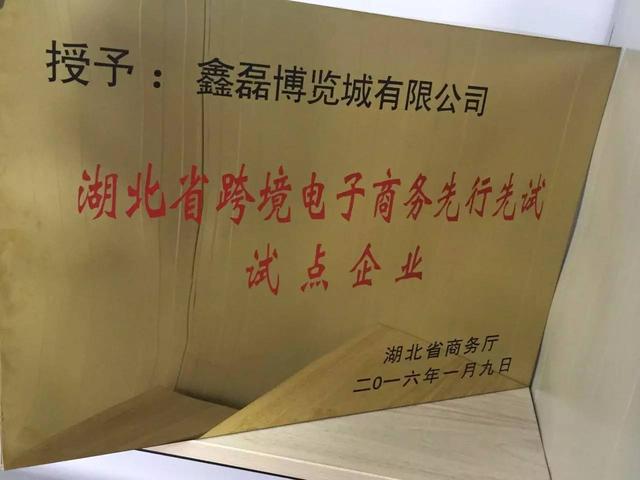 授予：鑫磊博览城有限公司
湖北省跨境电子商务先行先试
试点企业
湖北省商务厅
二〇一六年一月九日